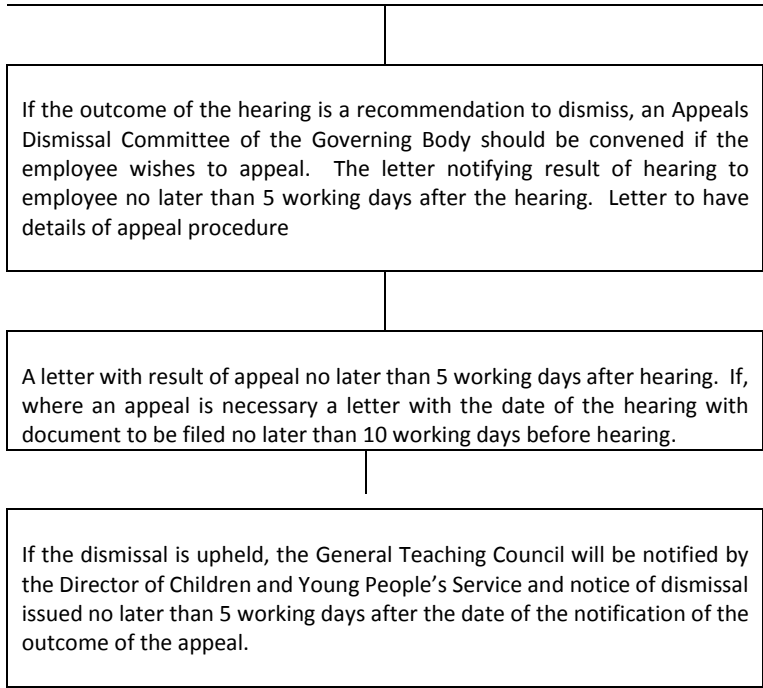 If the outcome of the hearing is a recommendation to dismiss, an Appeals
Dismissal Committee of the Governing Body should be convened if the
employee wishes to appeal.  The letter notifying result of hearing to
employee no later than 5 working days after the hearing.  Letter to have
details of appeal procedure
A letter with result of appeal no later than 5 working days after hearing.  If,
where an appeal is necessary a letter with the date of the hearing with
document to be filed no later than 10 working days before hearing.
If the dismissal is upheld, the General Teaching Council will be notified by
the Director of Children and Young People’s Service and notice of dismissal
issued no later than 5 working days after the date of the notification of the
outcome of the appeal.